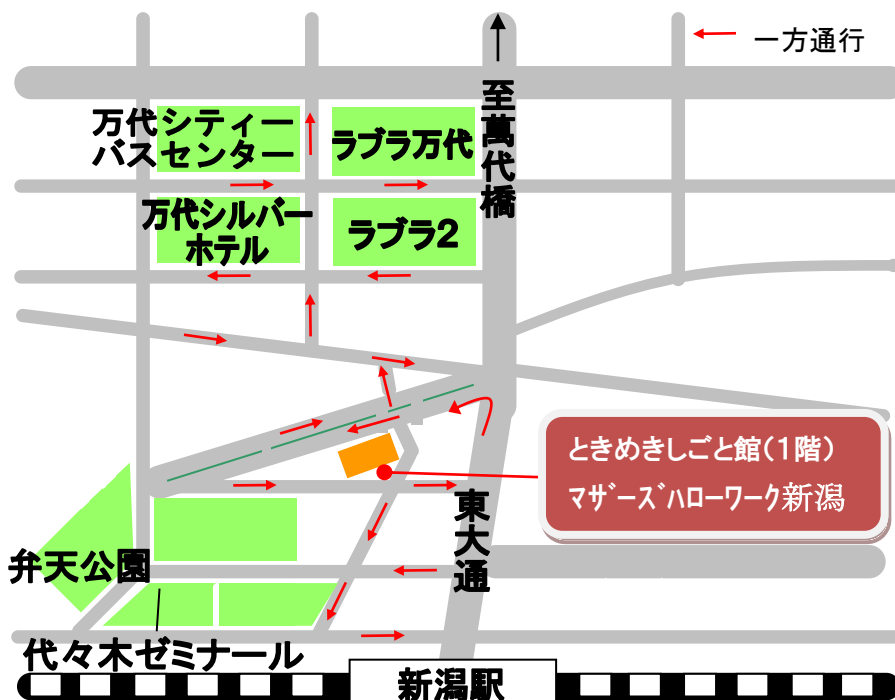 一方通行
至萬代橋
万代シティー
バスセンター
ラブラ万代
万代シルバー
ホテル
ラブラ2
ときめきしごと館(1階)
マザーズハローワーク新潟
東大通
弁天公園
代々木ゼミナール
新潟駅